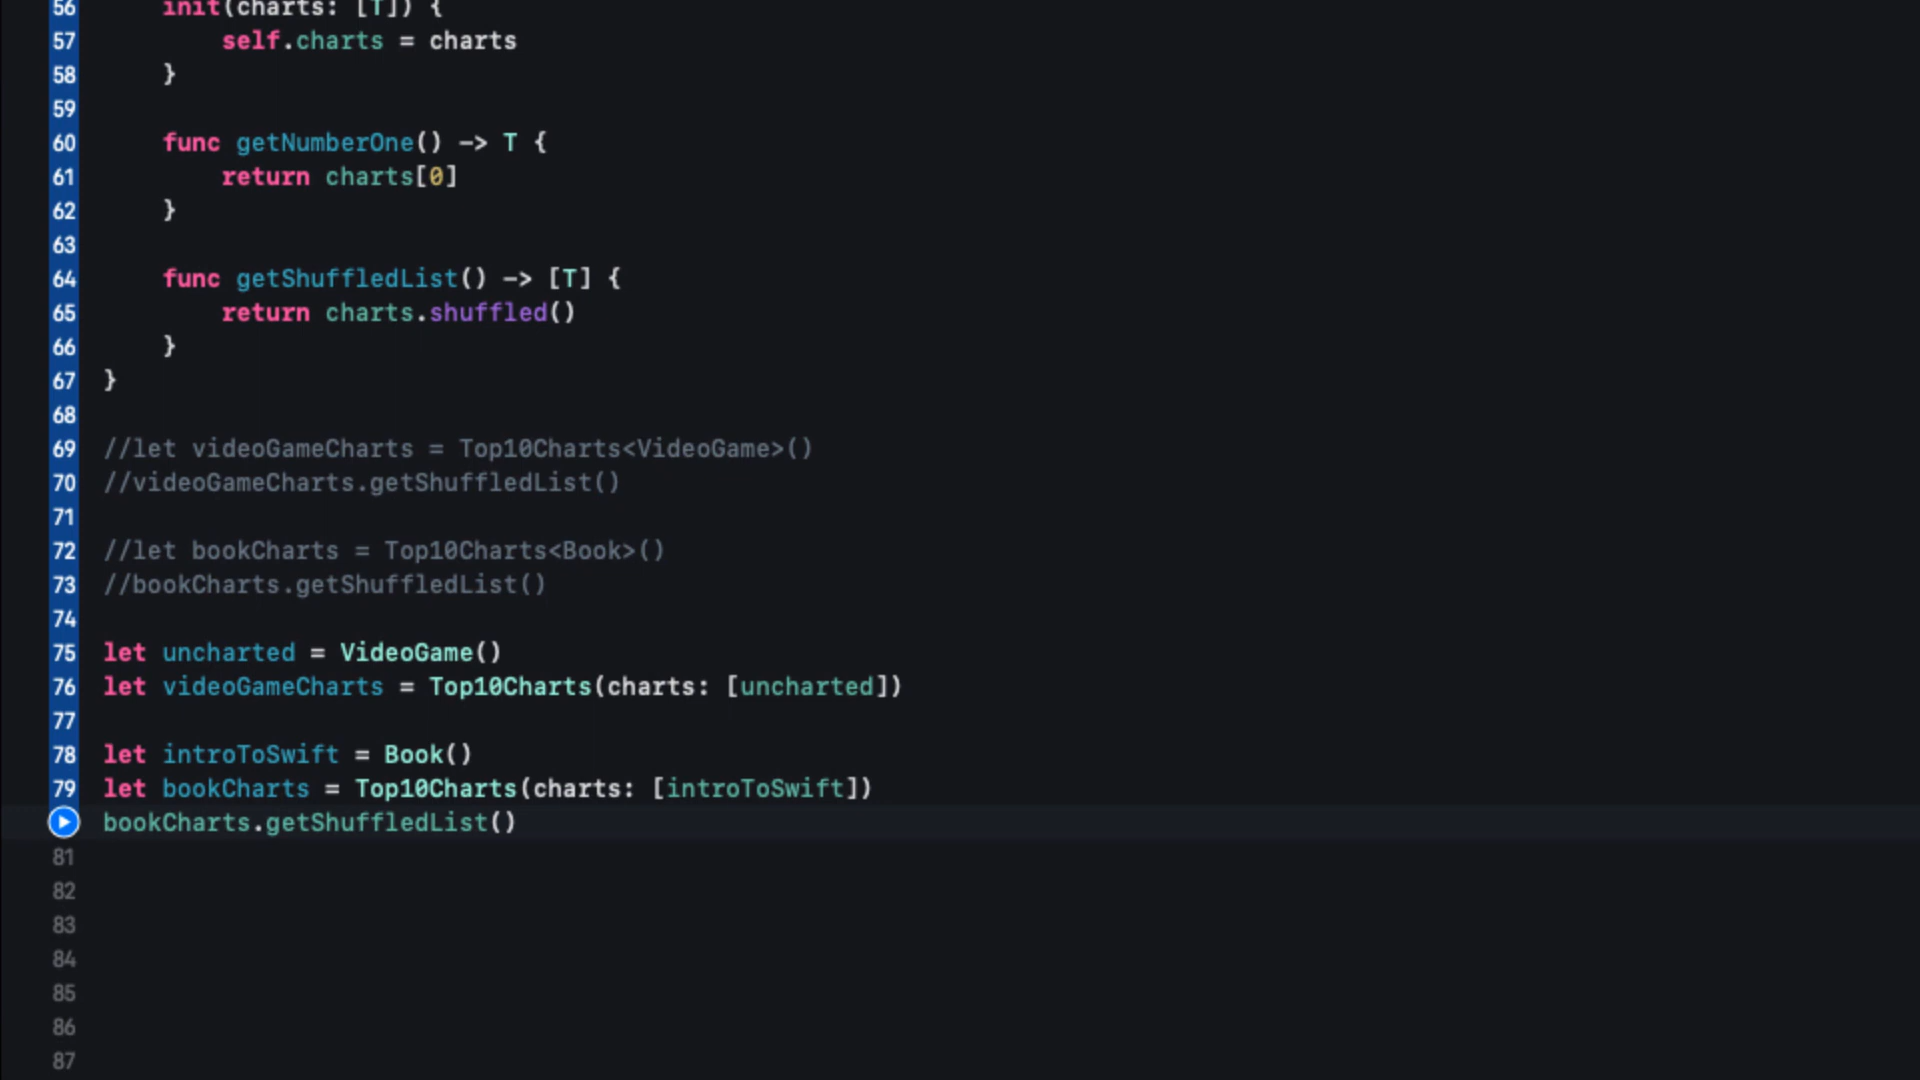 56 init(charts: [T]) {
57 self.charts = charts
58 }
59
60 func getNumberOne() -> T {
61 return charts[0]
62 }
63
64 func getShuffledList() -> [T] {
65 return charts.shuffled()
66 }
67 }
68
69 //let videoGameCharts = Top10Charts<VideoGame>()
70 //videoGameCharts.getShuffledList()
71
72 //let bookCharts = Top10Charts<Book>()
73 //bookCharts.getShuffledList()
74
75 let uncharted = VideoGame()
76 let videoGameCharts = Top10Charts(charts: [uncharted])
77
78 let introToSwift = Book()
79 let bookCharts = Top10Charts(charts: [introToSwift])
bookCharts.getShuffledList()
81
82
83
84
85
86
87